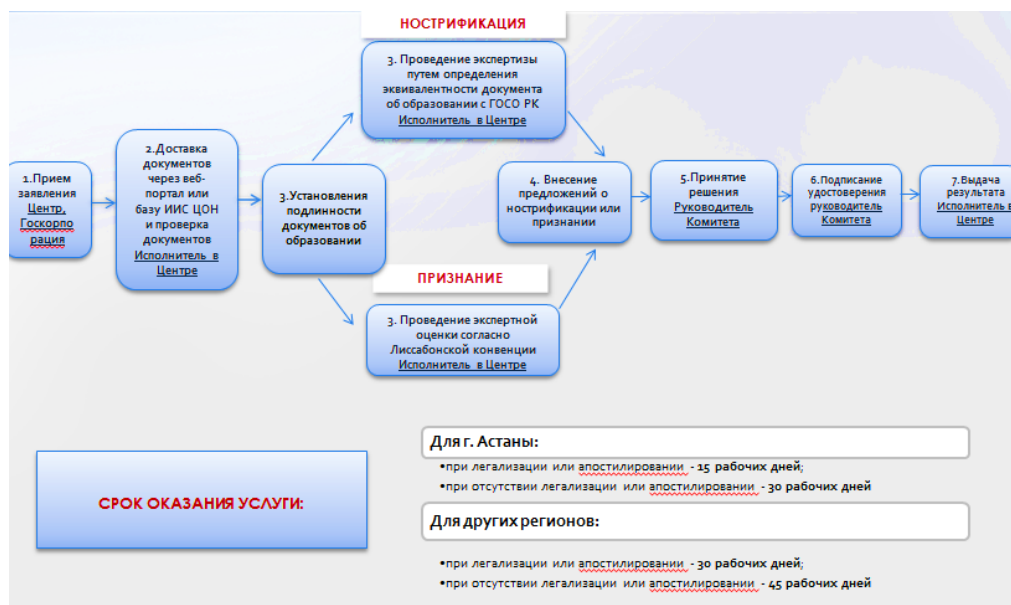 НОСТРИФИКАЦИЯ
3. Проведение экспертизы
путем определения
эквивалентности документа
об образовании с ГОСО РК
Исполнитель в Центре
1.Прием
заявления
Центр,
Госкорпо
рация
2.Доставка
документов
через веб-
портал или
базу ИИС ЦОН
и проверка
документов
Исполнитель в
Центре
3.Установления
подлинности
документов об
образовании
4. Внесение
предложений о
нострификации или
признании
5.Принятие
решения
Руководитель
Комитета
6.Подписание
удостоверения
руководитель
Комитета
7.Выдача
результата
Исполнитель в
Центре
ПРИЗНАНИЕ
3. Проведение экспертной
оценки согласно
Лиссабонской конвенции
Исполнитель в Центре
СРОК ОКАЗАНИЯ УСЛУГИ:
Для г. Астаны:
•при легализации или апостилировании - 15 рабочих дней;
•при отсутствии легализации или апостилировании - 30 рабочих дней
Для других регионов:
•при легализации или апостилировании - 30 рабочих дней;
•при отсутствии легализации или апостилировании - 45 рабочих дней